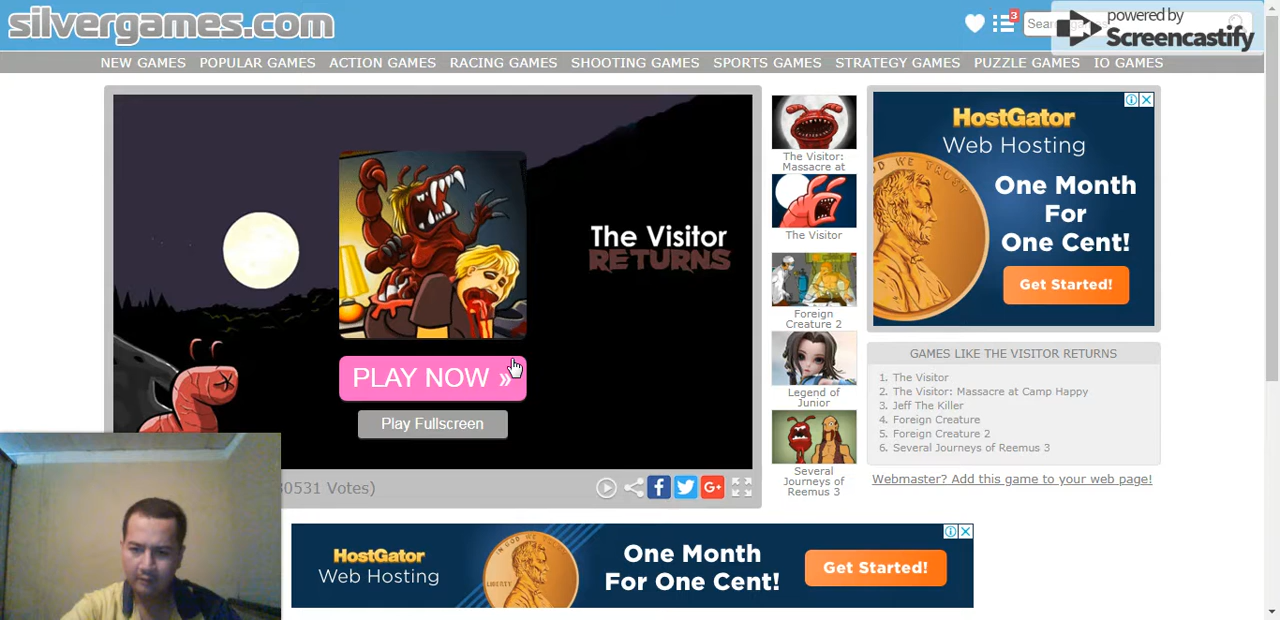 silvergames.com
3
Sear
powered by
Screencastify
NEW GAMES POPULAR GAMES ACTION GAMES RACING GAMES SHOOTING GAMES SPORTS GAMES STRATEGY GAMES PUZZLE GAMES IO GAMES
The Visitor
RETURNS
PLAY NOW »
Play Fullscreen
30531 Votes)
The Visitor:
Massacre at
The Visitor
Foreign
Creature 2
Legend of
Junior
Several
Journeys of
Reemus 3
HostGator
Web Hosting
One Month
For
One Cent!
Get Started!
GAMES LIKE THE VISITOR RETURNS
1. The Visitor
2. The Visitor: Massacre at Camp Happy
3. Jeff The Killer
4. Foreign Creature
5. Foreign Creature 2
6. Several Journeys of Reemus 3
Webmaster? Add this game to your web page!
HostGator
Web Hosting
One Month
For One Cent!
Get Started!